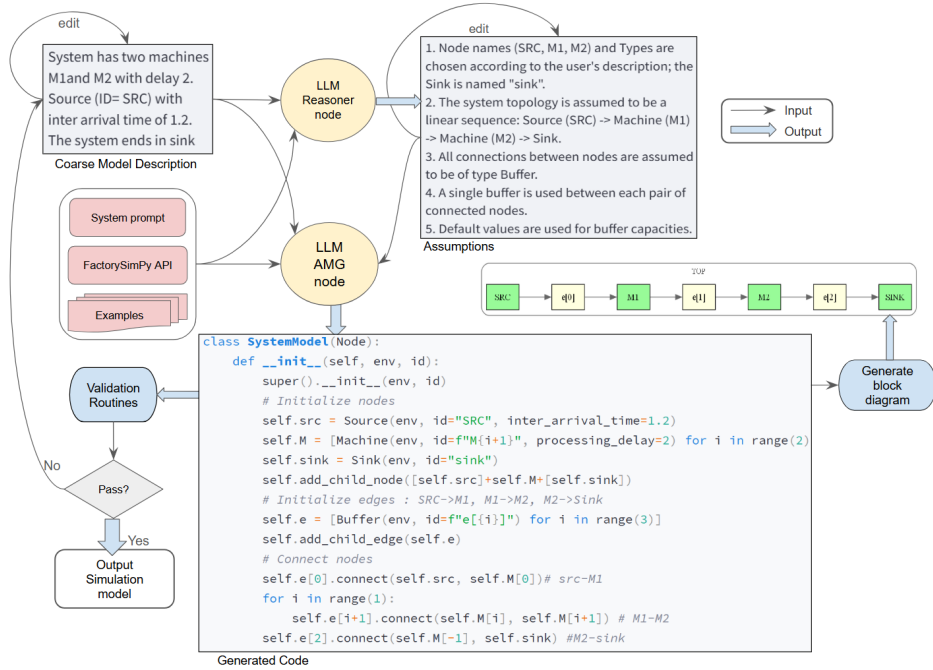 edit
System has two machines
M1and M2 with delay 2.
Source (ID= SRC) with
inter arrival time of 1.2.
The system ends in sink
Coarse Model Description
LLM
Reasoner
node
edit
1. Node names (SRC, M1, M2) and Types are
chosen according to the user's description; the
Sink is named "sink".
2. The system topology is assumed to be a
linear sequence: Source (SRC) -> Machine (M1)
-> Machine (M2) -> Sink.
3. All connections between nodes are assumed
to be of type Buffer.
4. A single buffer is used between each pair of
connected nodes.
5. Default values are used for buffer capacities.
Assumptions
Input
Output
System prompt
FactorySimPy API
Examples
LLM
AMG
node
TOP
SRC
e[0]
M1
e[1]
M2
e[2]
SINK
class SystemModel(Node):
def __init__(self, env, id):
super().__init__(env, id)
# Initialize nodes
self.src = Source(env, id="SRC", inter_arrival_time=1.2)
self.M = [Machine(env, id=f"M{i+1}", processing_delay=2) for i in range(2)
self.sink = Sink(env, id="sink")
self.add_child_node([self.src]+self.M+[self.sink])
# Initialize edges : SRC->M1, M1->M2, M2->Sink
self.e = [Buffer(env, id=f"e[{i}]") for i in range(3)]
self.add_child_edge(self.e)
# Connect nodes
self.e[0].connect(self.src, self.M[0])# src-M1
for i in range(1):
self.e[i+1].connect(self.M[i], self.M[i+1]) # M1-M2
self.e[2].connect(self.M[-1], self.sink) #M2-sink
Generated Code
Generate
block
diagram
Validation
Routines
No
Pass?
Yes
Output
Simulation
model